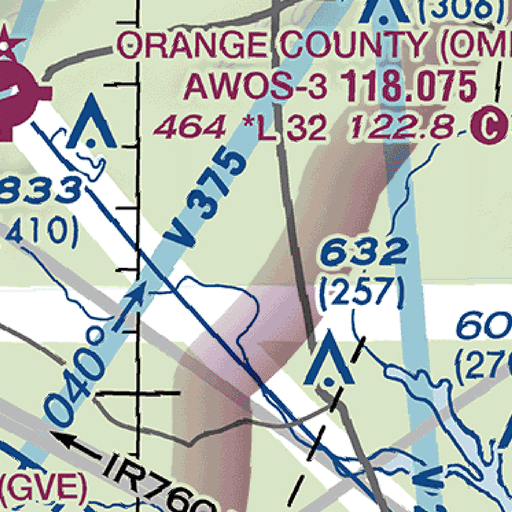 (306)
ORANGE COUNTY (OM
AWOS-3 118.075
464 *L 32 122.8 C
833
410)
V 375
632
(257)
60
(270
040°
IR760
(GVE)